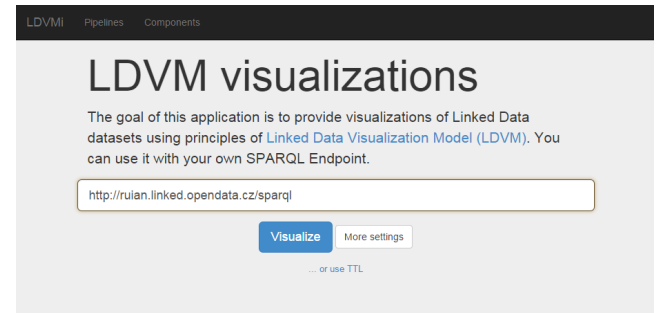 LDVMi Pipelines Components
LDVM visualizations
The goal of this application is to provide visualizations of Linked Data
datasets using principles of Linked Data Visualization Model (LDVM). You
can use it with your own SPARQL Endpoint.
http://ruian.linked.opendata.cz/sparql
Visualize More settings
... or use TTL